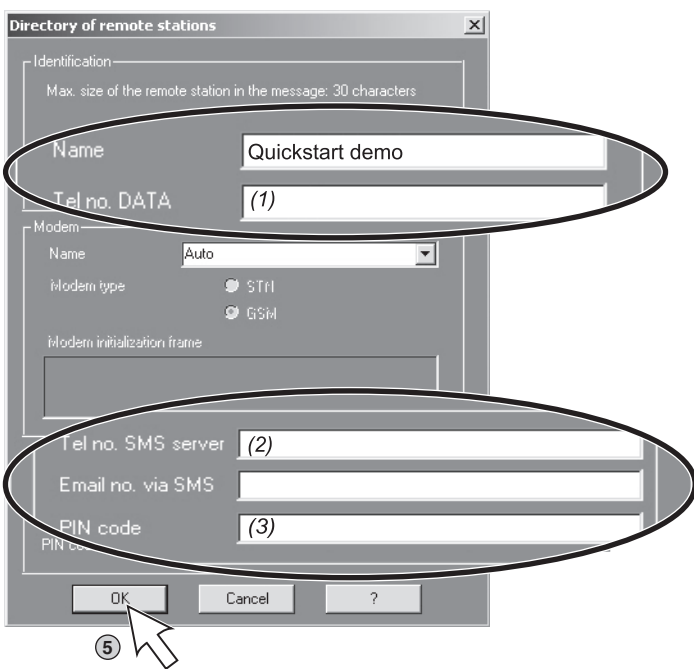 Directory of remote stations
Identification
Max. size of the remote station in the message: 30 characters
Name Quickstart demo
Tel no. DATA (1)
Modem
Name Auto
Modem type STN
GSM
Modem initialization frame
Tel no. SMS server (2)
Email no. via SMS
PIN code (3)
PIN
OK Cancel ?
5